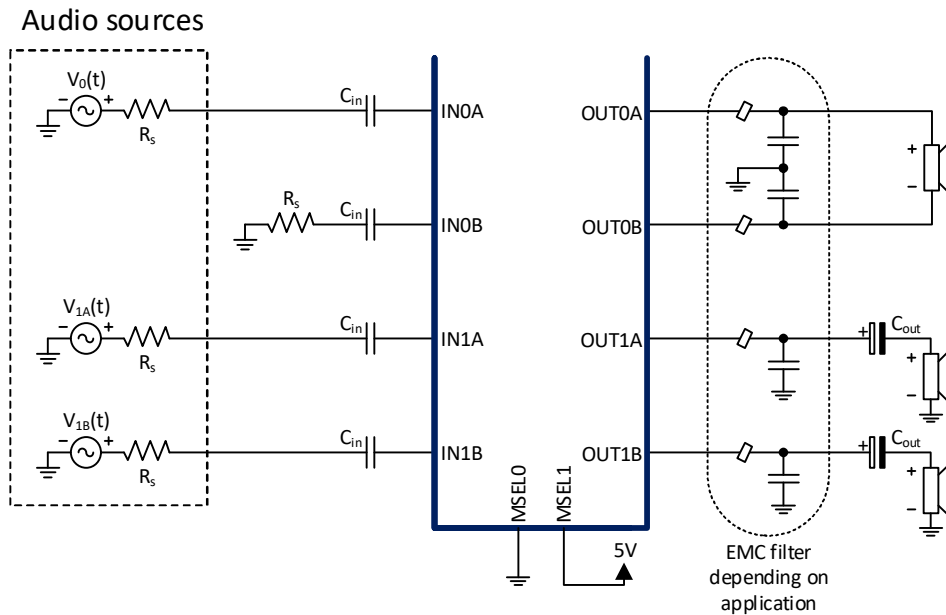 Audio sources
V0(t)
- +
Rs
Cin
IN0A
OUT0A
+
-
Rs
Cin
IN0B
OUT0B
V1A(t)
- +
Rs
Cin
IN1A
OUT1A
+
Cout
+
-
V1B(t)
- +
Rs
Cin
IN1B
OUT1B
+
Cout
+
-
MSEL0
MSEL1
5V
EMC filter
depending on
application